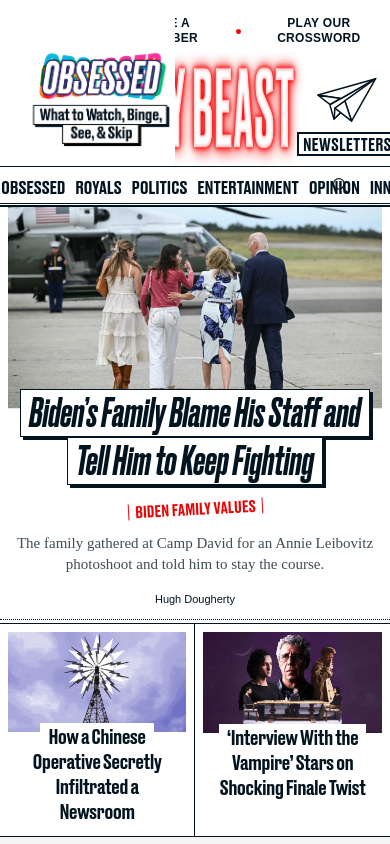 E A
BER
PLAY OUR
CROSSWORD
OBSESSED
What to Watch, Binge,
See, & Skip
Y BEAST
NEWSLETTERS
OBSESSED ROYALS POLITICS ENTERTAINMENT OPINION INN
Biden's Family Blame His Staff and
Tell Him to Keep Fighting
BIDEN FAMILY VALUES
The family gathered at Camp David for an Annie Leibovitz
photoshoot and told him to stay the course.
Hugh Dougherty
How a Chinese
Operative Secretly
Infiltrated a
Newsroom
‘Interview With the
Vampire’ Stars on
Shocking Finale Twist